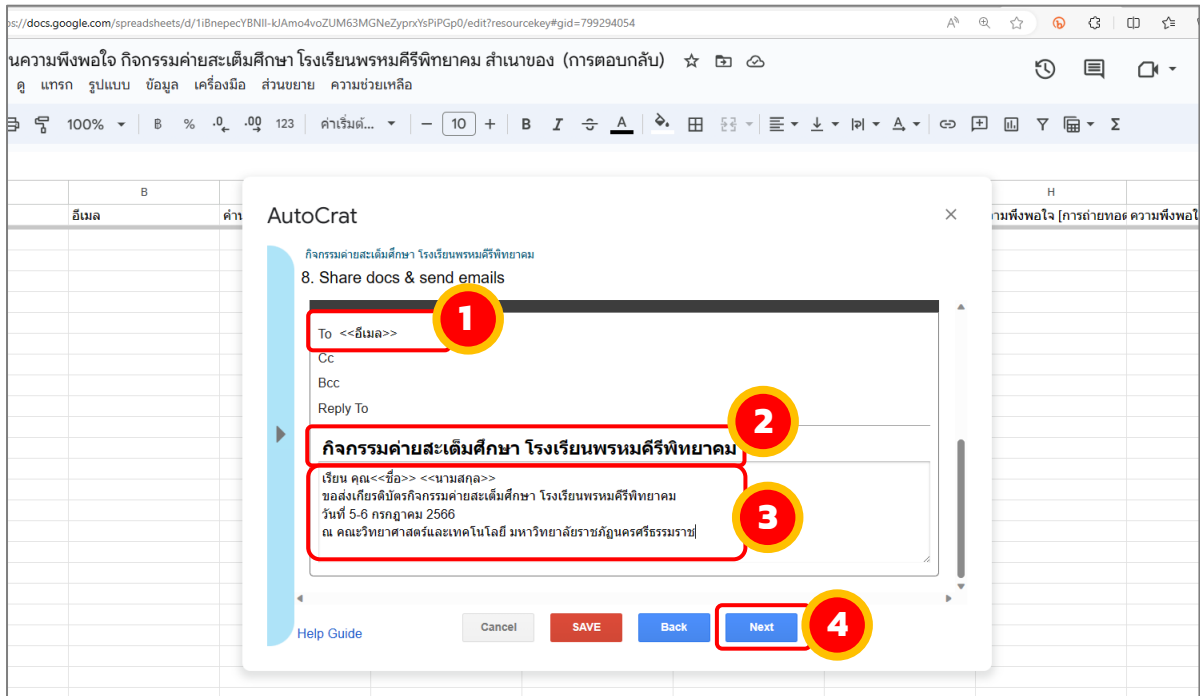 ps://docs.google.com/spreadsheets/d/1iBnepecYBNIl-kJAmo4voZUM63MGNeZyprxYsPiPGp0/edit?resourcekey#gid=799294054
นความพึงพอใจ กิจกรรมค่ายสะเต็มศึกษา โรงเรียนพรหมคีรีพิทยาคม สำเนาของ (การตอบกลับ)
ดู แทรก รูปแบบ ข้อมูล เครื่องมือ ส่วนขยาย ความช่วยเหลือ
100% ฿ % .0 .00 123 ค่าเริ่มต้... − 10 + B I A Σ
B H
อีเมล คำน ามพึงพอใจ [การถ่ายทอด ความพึงพอใ
AutoCrat
กิจกรรมค่ายสะเต็มศึกษา โรงเรียนพรหมคีรีพิทยาคม
8. Share docs & send emails
1
To <<อีเมล>>
Cc
Bcc
Reply To
2
กิจกรรมค่ายสะเต็มศึกษา โรงเรียนพรหมคีรีพิทยาคม
เรียน คุณ<<ชื่อ>> <<นามสกุล>>
ขอส่งเกียรติบัตรกิจกรรมค่ายสะเต็มศึกษา โรงเรียนพรหมคีรีพิทยาคม
วันที่ 5-6 กรกฎาคม 2566
3
ณ คณะวิทยาศาสตร์และเทคโนโลยี มหาวิทยาลัยราชภัฏนครศรีธรรมราช
Help Guide Cancel SAVE Back Next 4